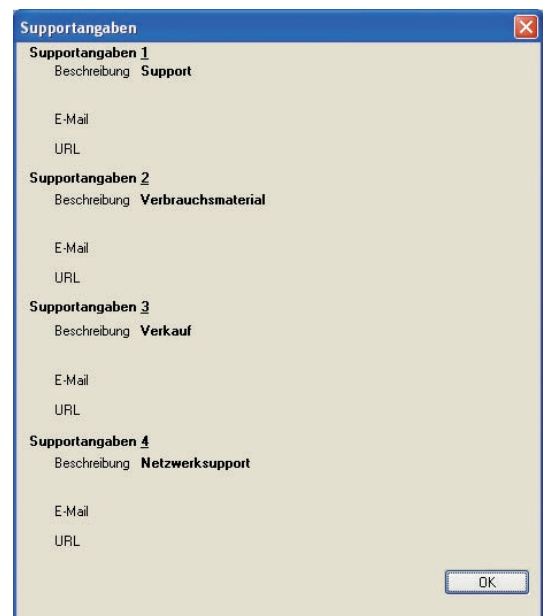 Supportangaben
Supportangaben 1
Beschreibung Support
E-Mail
URL
Supportangaben 2
Beschreibung Verbrauchsmaterial
E-Mail
URL
Supportangaben 3
Beschreibung Verkauf
E-Mail
URL
Supportangaben 4
Beschreibung Netzwerksupport
E-Mail
URL
OK